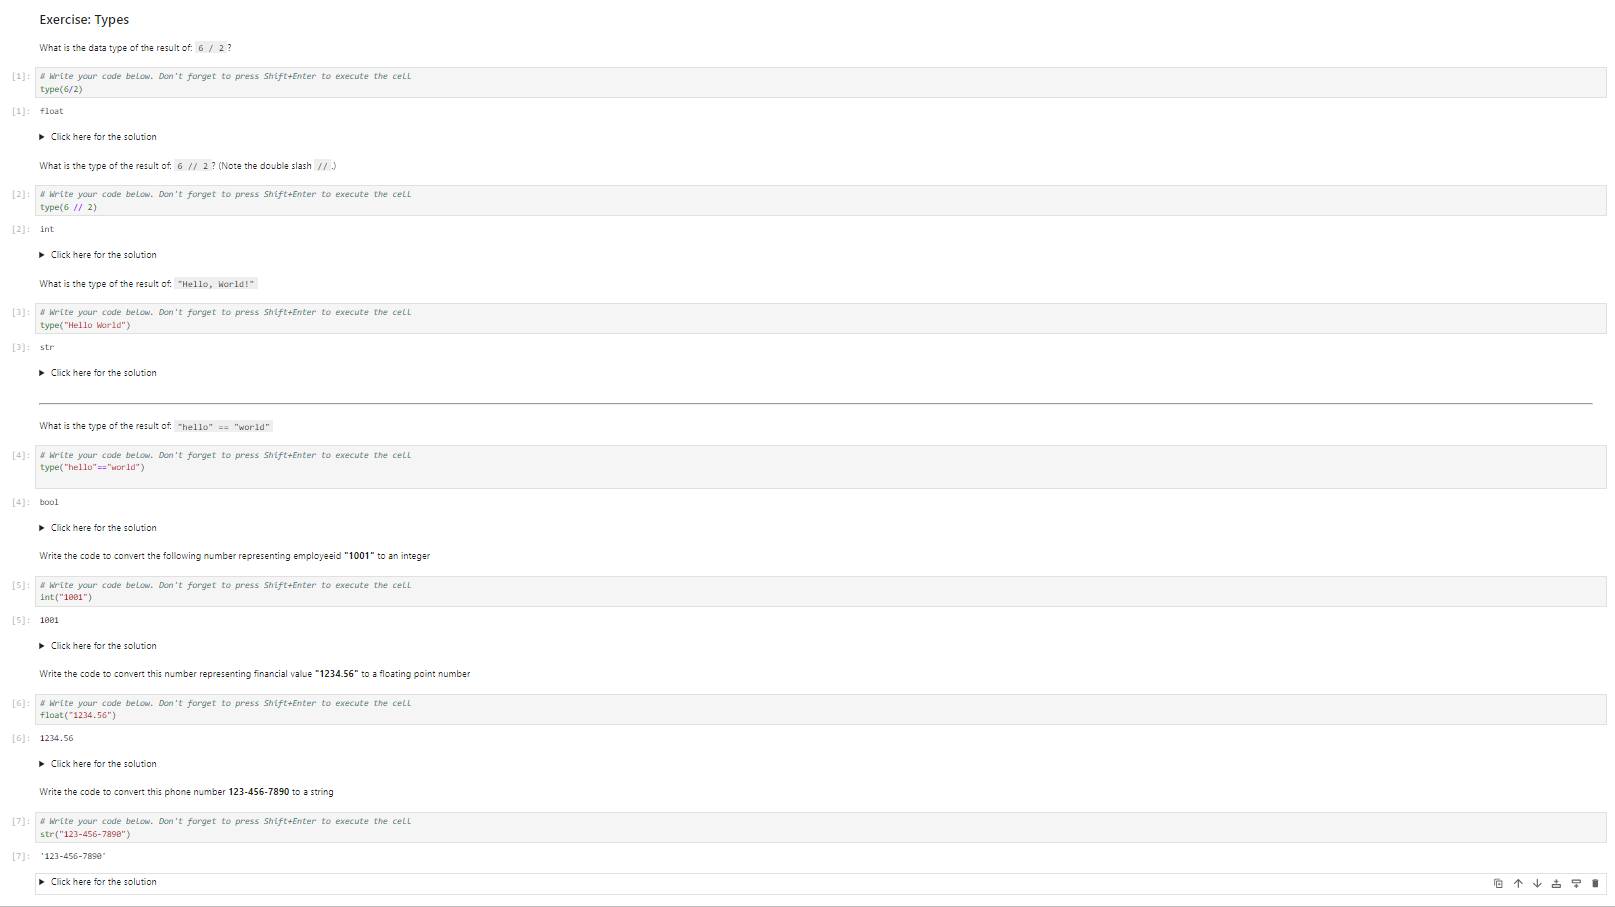 Exercise: Types
What is the data type of the result of: 6 / 2 ?
[1]: # Write your code below. Don't forget to press Shift+Enter to execute the cell
type(6/2)
[1]: float
Click here for the solution
What is the type of the result of: 6 // 2 ? (Note the double slash // .)
[2]: # Write your code below. Don't forget to press Shift+Enter to execute the cell
type(6 // 2)
[2]: int
Click here for the solution
What is the type of the result of: "Hello, World!"
[3]: # Write your code below. Don't forget to press Shift+Enter to execute the cell
type("Hello World")
[3]: str
Click here for the solution
What is the type of the result of: "hello" == "world"
[4]: # Write your code below. Don't forget to press Shift+Enter to execute the cell
type("hello"=="world")
[4]: bool
Click here for the solution
Write the code to convert the following number representing employeeid "1001" to an integer
[5]: # Write your code below. Don't forget to press Shift+Enter to execute the cell
int("1001")
[5]: 1001
Click here for the solution
Write the code to convert this number representing financial value "1234.56" to a floating point number
[6]: # Write your code below. Don't forget to press Shift+Enter to execute the cell
float("1234.56")
[6]: 1234.56
Click here for the solution
Write the code to convert this phone number 123-456-7890 to a string
[7]: # Write your code below. Don't forget to press Shift+Enter to execute the cell
str("123-456-7890")
[7]: '123-456-7890'
Click here for the solution